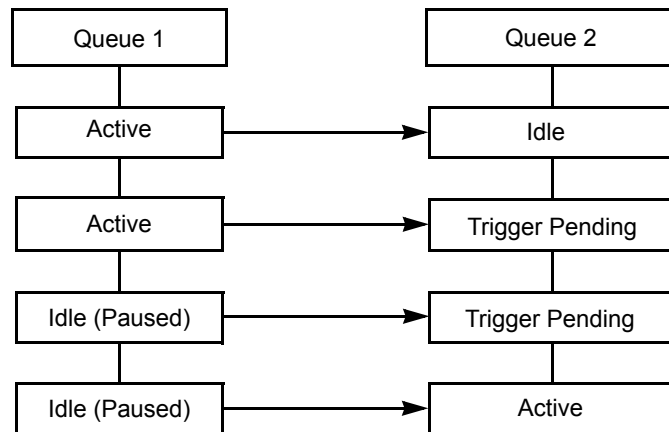 Queue 1
Queue 2
Active
Idle
Active
Trigger Pending
Idle (Paused)
Trigger Pending
Idle (Paused)
Active